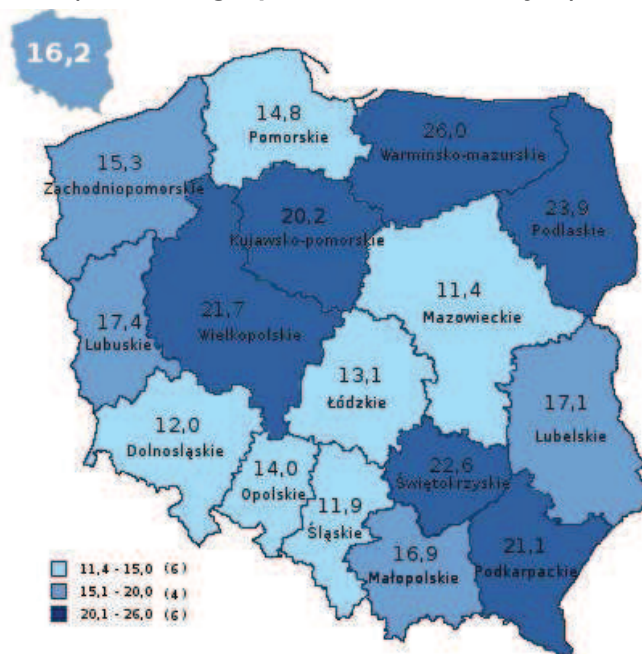 16,2
14,8
Pomorskie
26,0
Warmińsko-mazurskie
15,3
Zachodniopomorskie
23,9
Podlaskie
20,2
Kujawsko-pomorskie
11,4
Mazowieckie
21,7
Wielkopolskie
17,4
Lubuskie
13,1
Łódzkie
17,1
Lubelskie
12,0
Dolnosląskie
14,0
Opolskie
22,6
Świętokrzyskie
11,9
Śląskie
16,9
Małopolskie
21,1
Podkarpackie
11,4 - 15,0 (6)
15,1 - 20,0 (4)
20,1 - 26,0 (6)